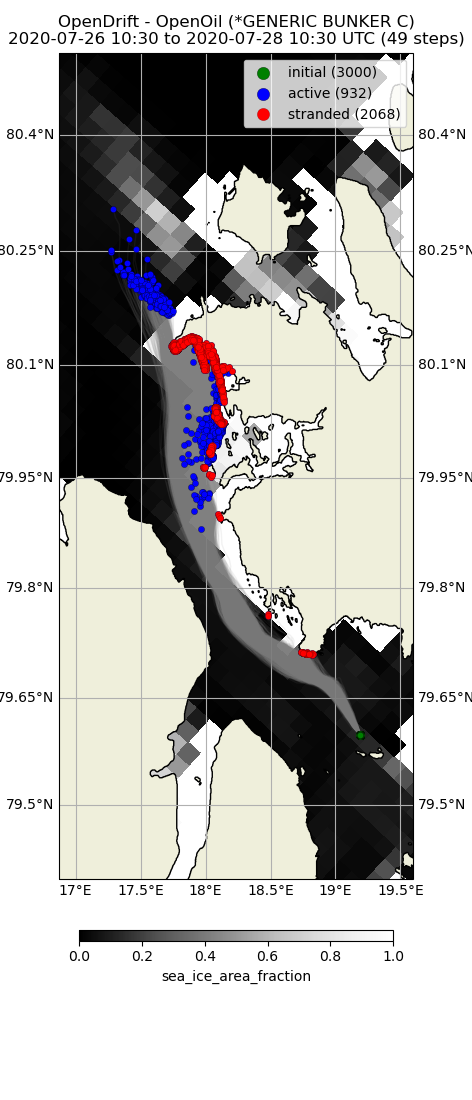 OpenDrift - OpenOil (*GENERIC BUNKER C)
2020-07-26 10:30 to 2020-07-28 10:30 UTC (49 steps)
initial (3000)
active (932)
stranded (2068)
80.4°N 80.4°N
80.25°N 80.25°N
80.1°N 80.1°N
79.95°N 79.95°N
79.8°N 79.8°N
79.65°N 79.65°N
79.5°N 79.5°N
17°E 17.5°E 18°E 18.5°E 19°E 19.5°E
0.0 0.2 0.4 0.6 0.8 1.0
sea_ice_area_fraction